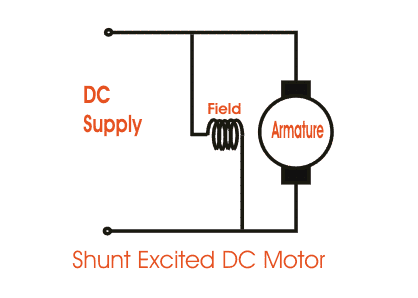 DC
Supply
Field
Armature
Shunt Excited DC Motor